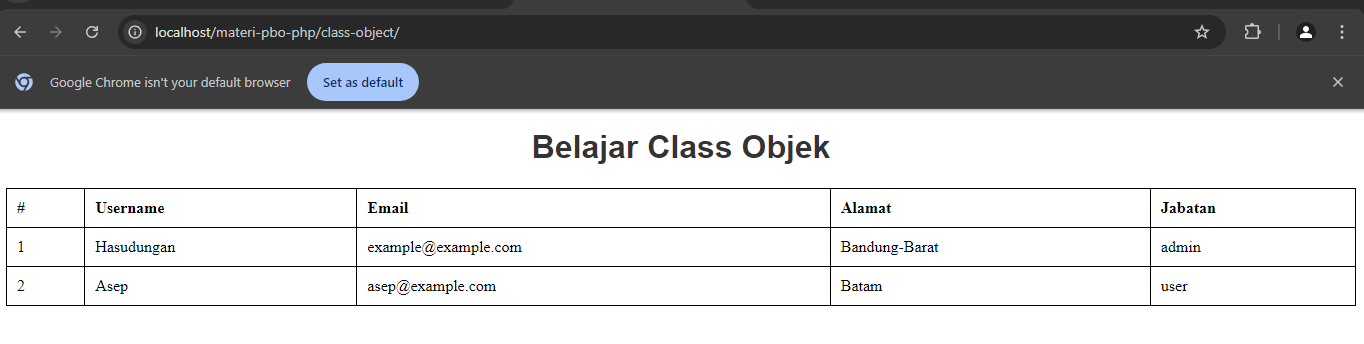 localhost/materi-pbo-php/class-object/
Google Chrome isn't your default browser Set as default
Belajar Class Objek
# Username Email Alamat Jabatan
1 Hasudungan example@example.com Bandung-Barat admin
2 Asep asep@example.com Batam user